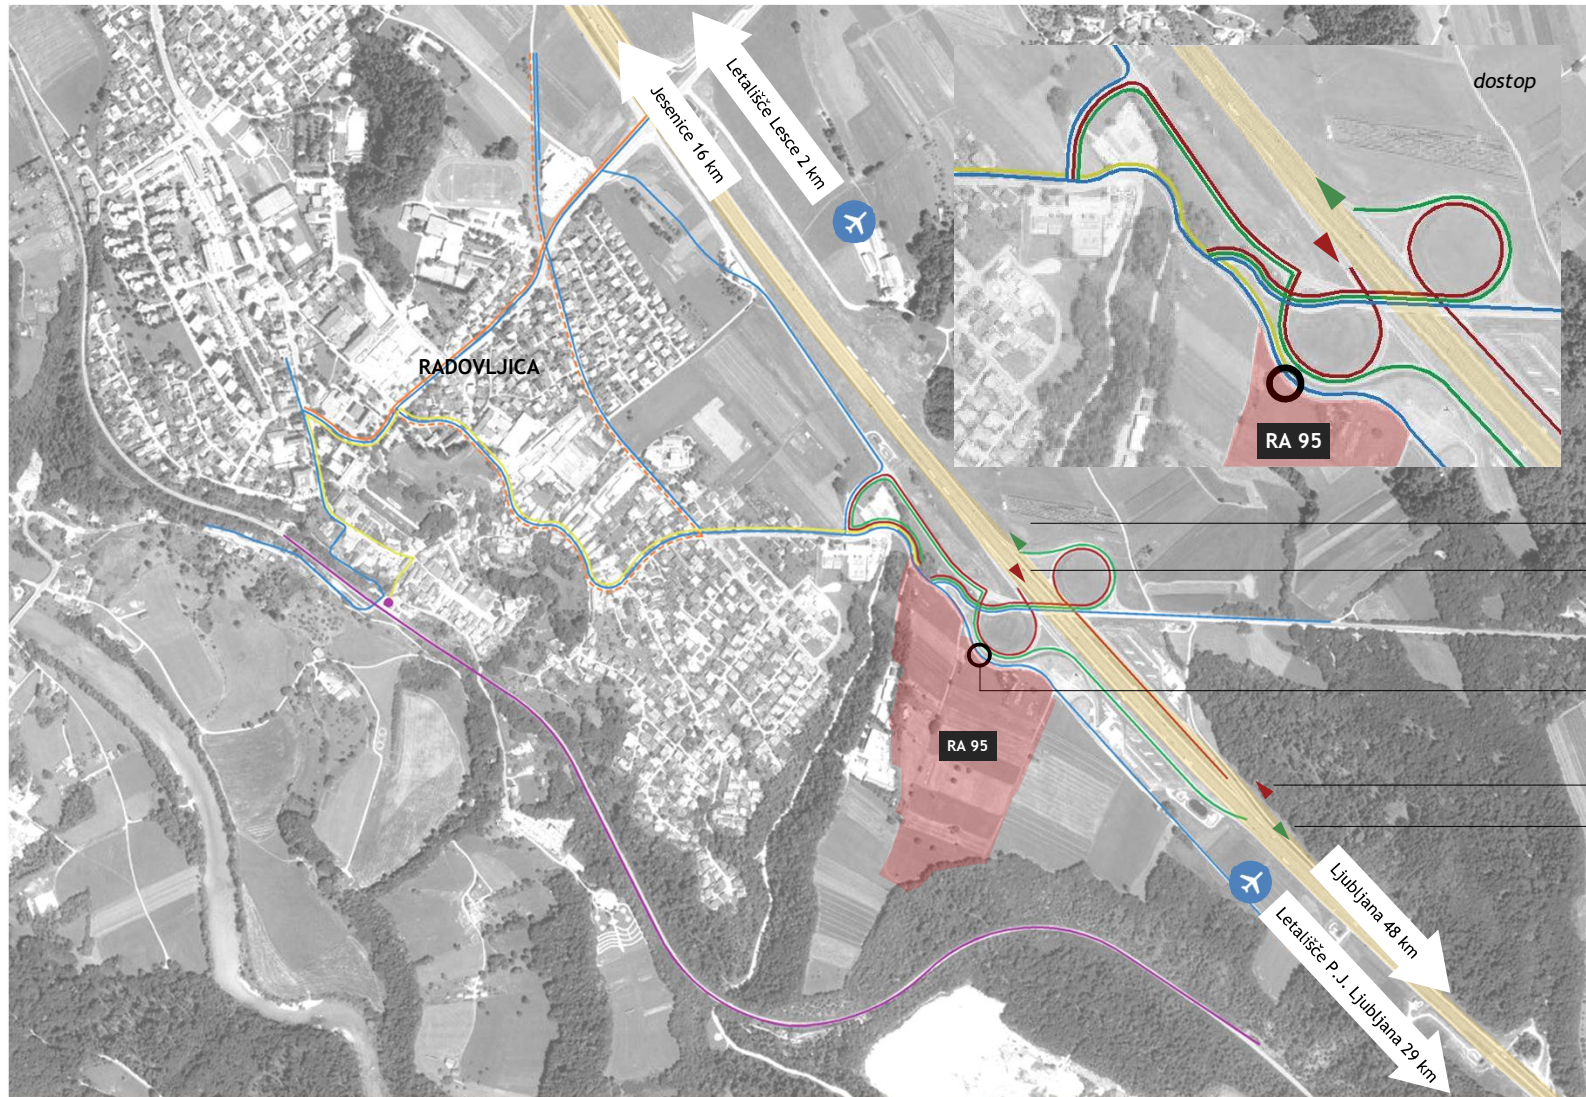 Jesenice 16 km
Letališče Lesce 2 km
dostop
RADOVLJICA
RA 95
RA 95
Ljubljana 48 km
Letališče P.J. Ljubljana 29 km